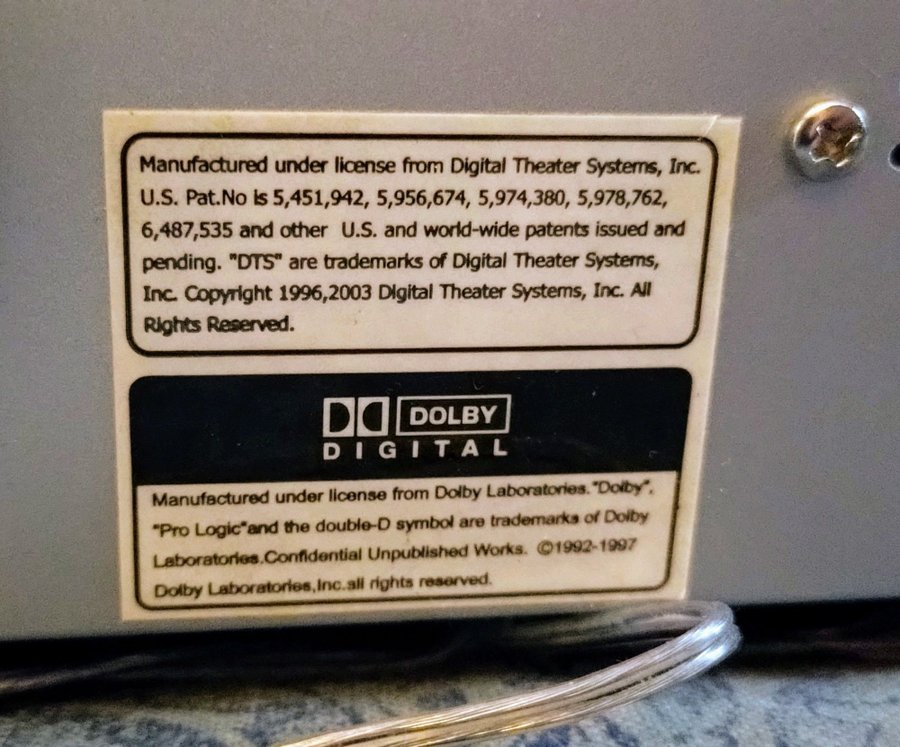 Manufactured under license from Digital Theater Systems, Inc.
U.S. Pat.No is 5,451,942, 5,956,674, 5,974,380, 5,978,762,
6,487,535 and other U.S. and world-wide patents issued and
pending. "DTS" are trademarks of Digital Theater Systems,
Inc. Copyright 1996,2003 Digital Theater Systems, Inc. All
Rights Reserved.
DOLBY
DIGITAL
Manufactured under license from Dolby Laboratories."Dolby",
"Pro Logic"and the double-D symbol are trademarks of Dolby
Laboratories.Confidential Unpublished Works. ©1992-1997
Dolby Laboratories,Inc.all rights reserved.